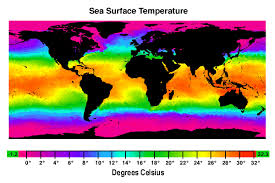 Sea Surface Temperature
0° 2° 4° 6° 8° 10° 12° 14° 16° 18° 20° 22° 24° 26° 28° 30° 32°
Degrees Celsius